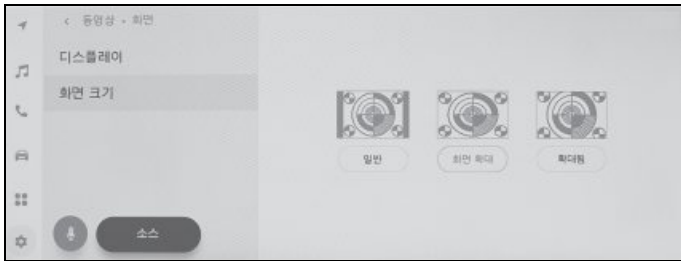 동영상 - 화면
디스플레이
화면 크기
일반
화면 확대
확대됨
소스